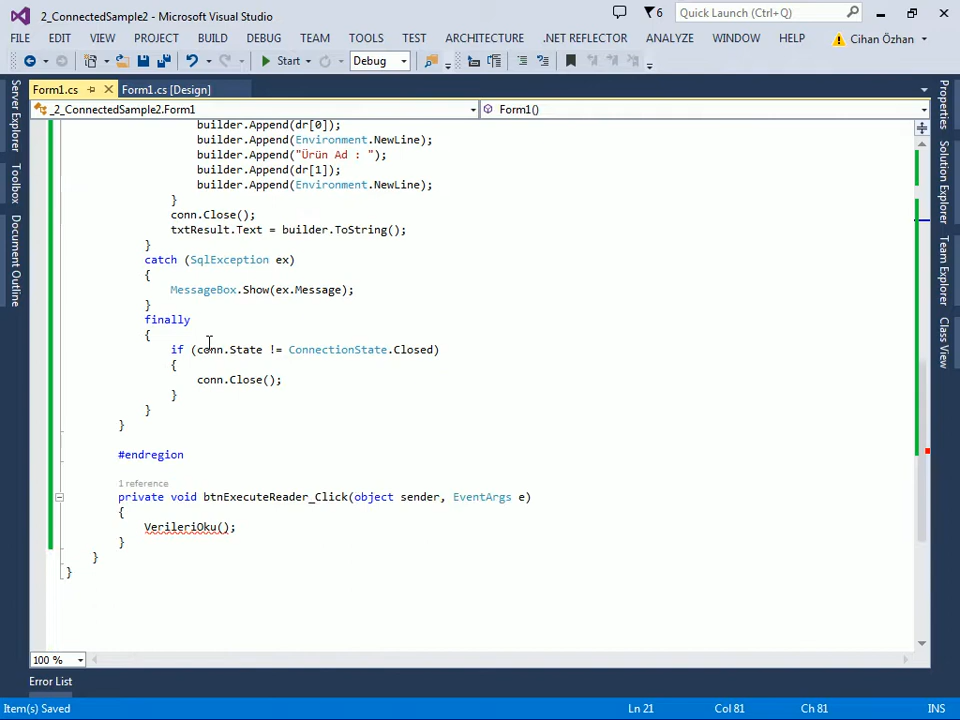 2_ConnectedSample2 - Microsoft Visual Studio
6
Quick Launch (Ctrl+Q)
FILE EDIT VIEW PROJECT BUILD DEBUG TEAM TOOLS TEST ARCHITECTURE .NET REFLECTOR ANALYZE WINDOW HELP Cihan Özhan
Start Debug
Form1.cs Form1.cs [Design]
_2_ConnectedSample2.Form1 Form1()
builder.Append(dr[0]);
builder.Append(Environment.NewLine);
builder.Append("Ürün Ad : ");
builder.Append(dr[1]);
builder.Append(Environment.NewLine);
}
conn.Close();
txtResult.Text = builder.ToString();
}
catch (SqlException ex)
{
MessageBox.Show(ex.Message);
}
finally
{
if (conn.State != ConnectionState.Closed)
{
conn.Close();
}
}
}
#endregion
1 reference
private void btnExecuteReader_Click(object sender, EventArgs e)
{
VerileriOku();
}
}
}
Server Explorer
Toolbox
Document Outline
Properties
Solution Explorer
Team Explorer
Class View
100 %
Error List
Item(s) Saved Ln 21 Col 81 Ch 81 INS